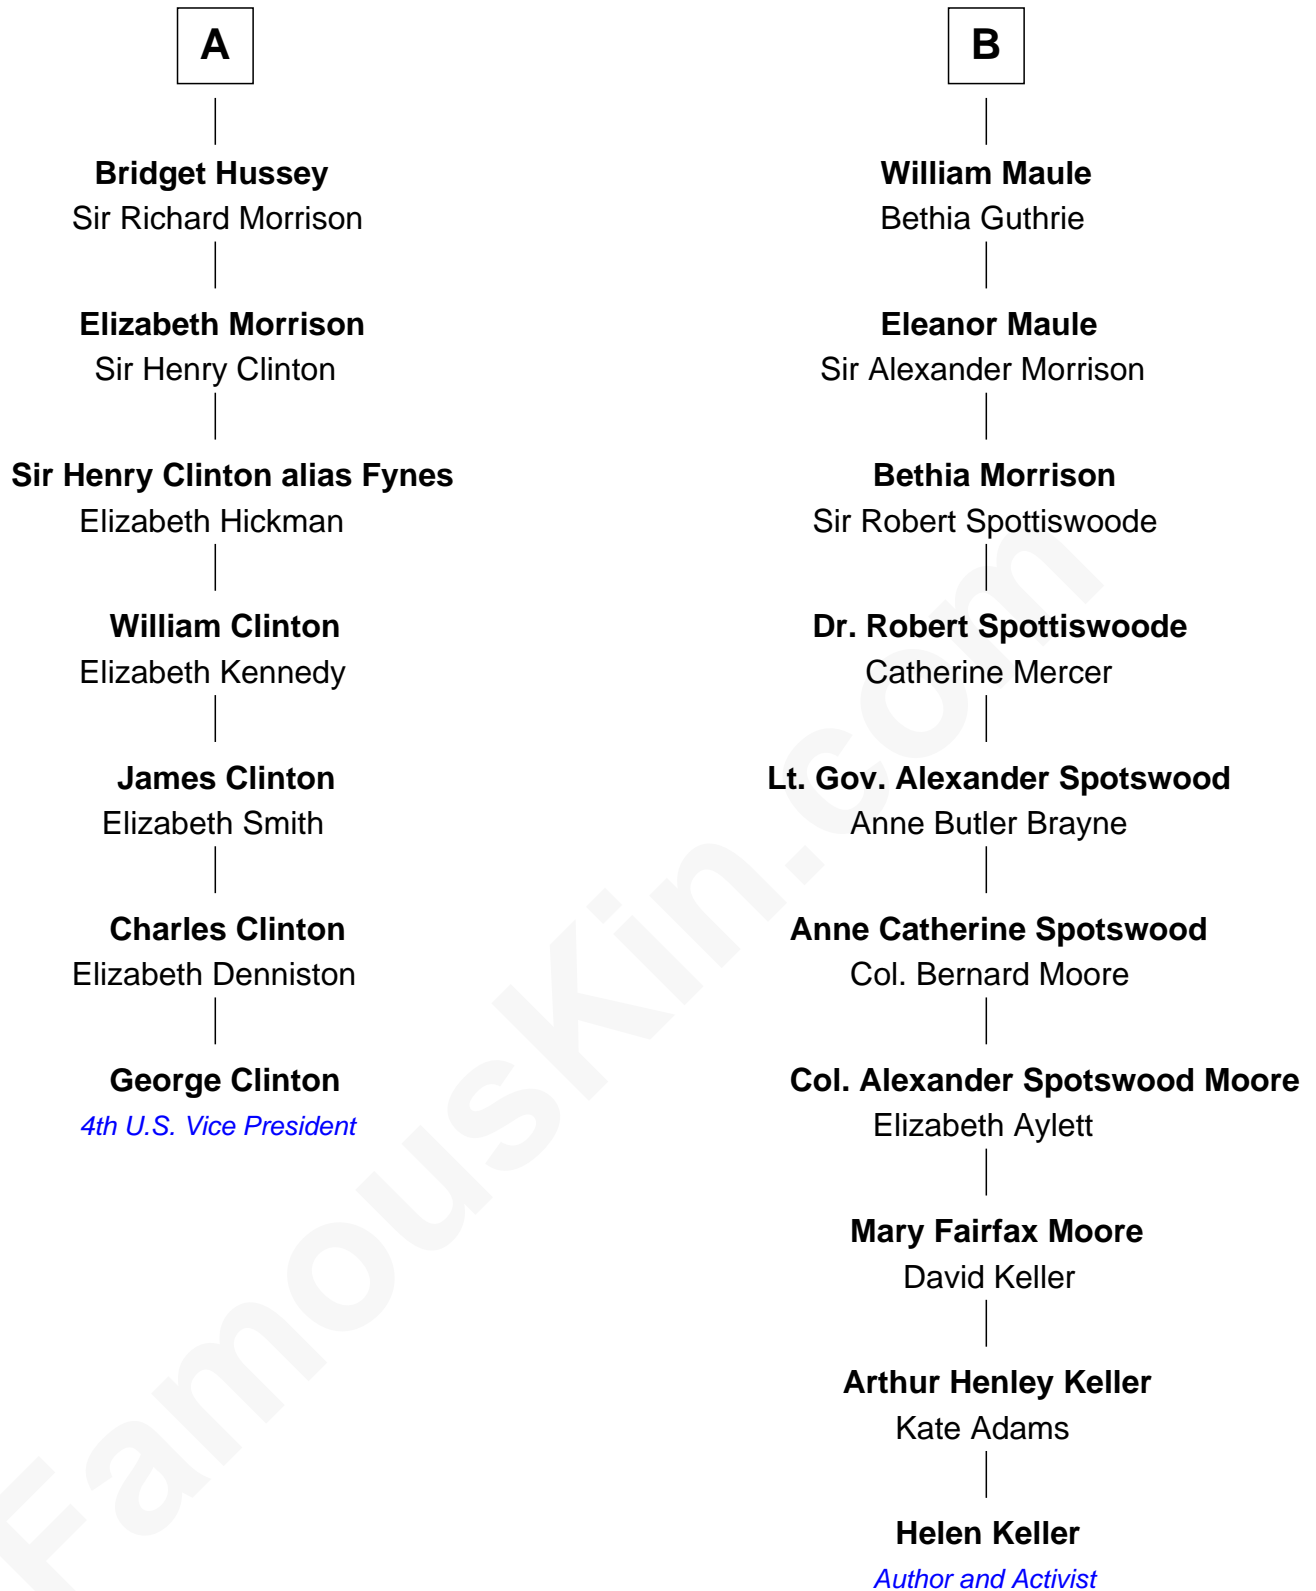 A
Bridget Hussey
Sir Richard Morrison
Elizabeth Morrison
Sir Henry Clinton
Sir Henry Clinton alias Fynes
Elizabeth Hickman
William Clinton
Elizabeth Kennedy
James Clinton
Elizabeth Smith
Charles Clinton
Elizabeth Denniston
George Clinton
4th U.S. Vice President
B
William Maule
Bethia Guthrie
Eleanor Maule
Sir Alexander Morrison
Bethia Morrison
Sir Robert Spottiswoode
Dr. Robert Spottiswoode
Catherine Mercer
Lt. Gov. Alexander Spotswood
Anne Butler Brayne
Anne Catherine Spotswood
Col. Bernard Moore
Col. Alexander Spotswood Moore
Elizabeth Aylett
Mary Fairfax Moore
David Keller
Arthur Henley Keller
Kate Adams
Helen Keller
Author and Activist
FamousKin.com